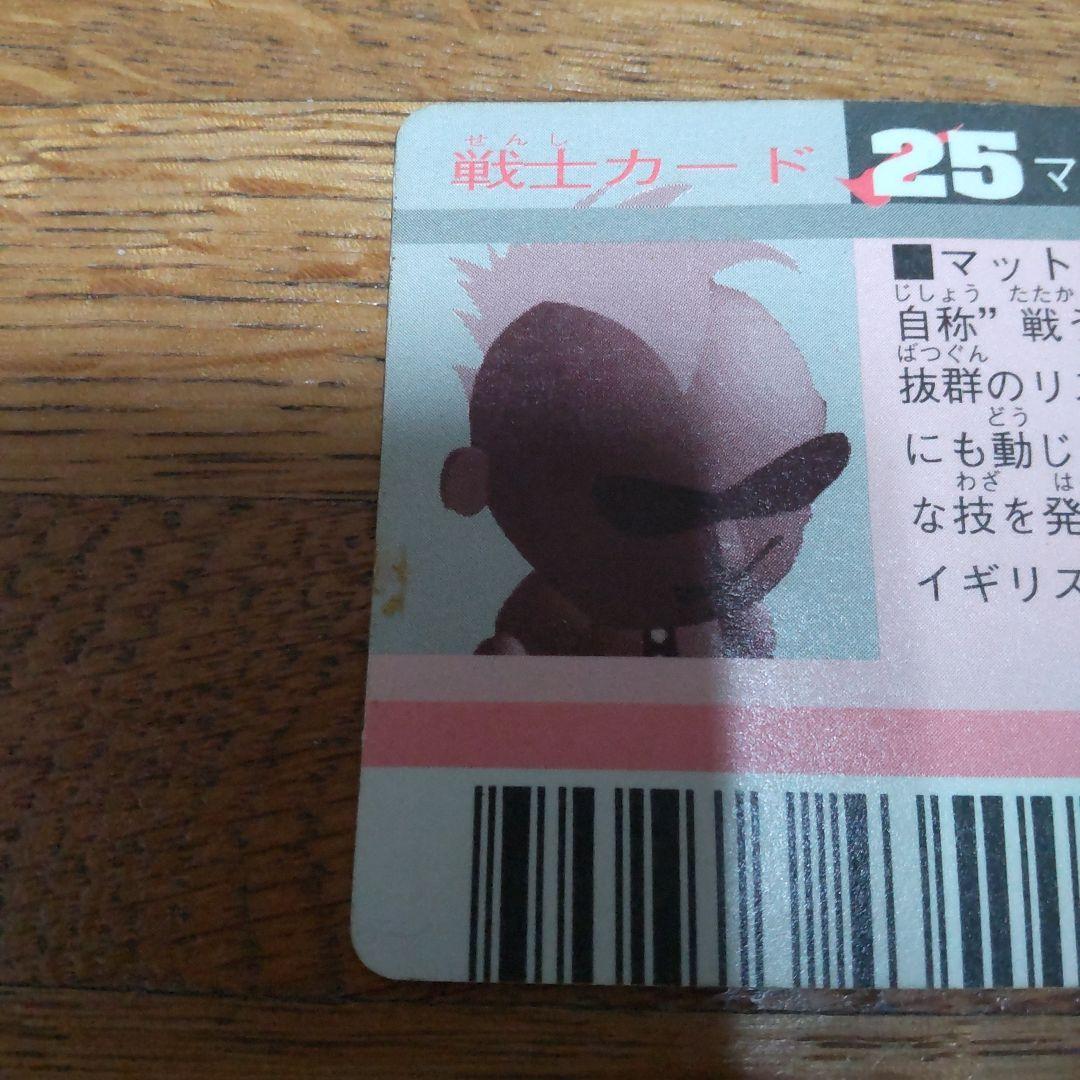 せんし
戦士カード 25 マ
■マット
じしょう たたか
自称”戦
ばつぐん
抜群のリ
どう
にも動じ
わざ は
な技を発
イギリス